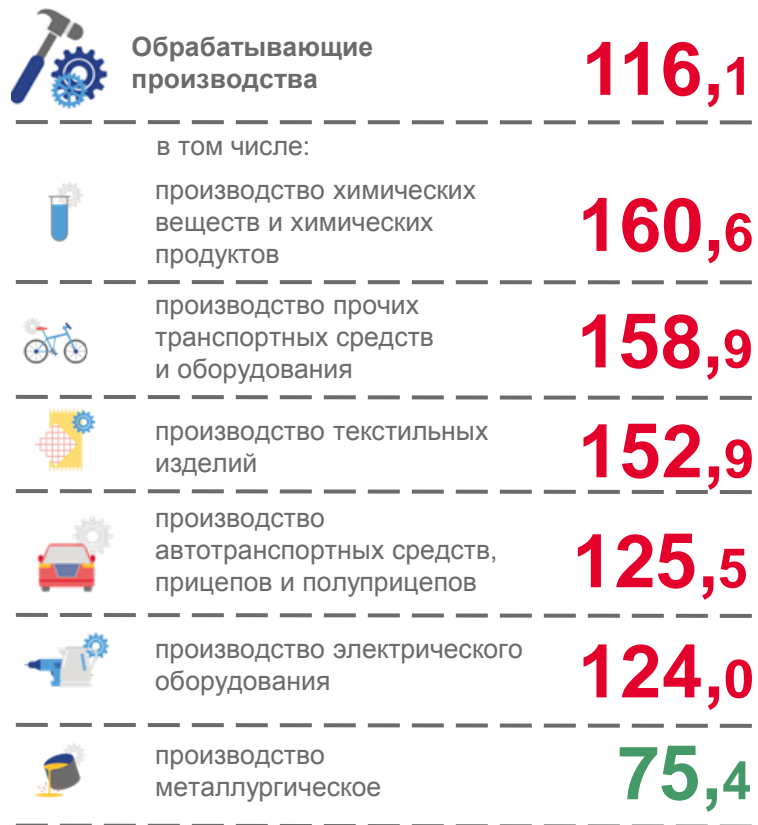 Обрабатывающие
производства
116,1
в том числе:
производство химических
веществ и химических
продуктов
160,6
производство прочих
транспортных средств
и оборудования
158,9
производство текстильных
изделий
152,9
производство
автотранспортных средств,
прицепов и полуприцепов
125,5
производство электрического
оборудования
124,0
производство
металлургическое
75,4